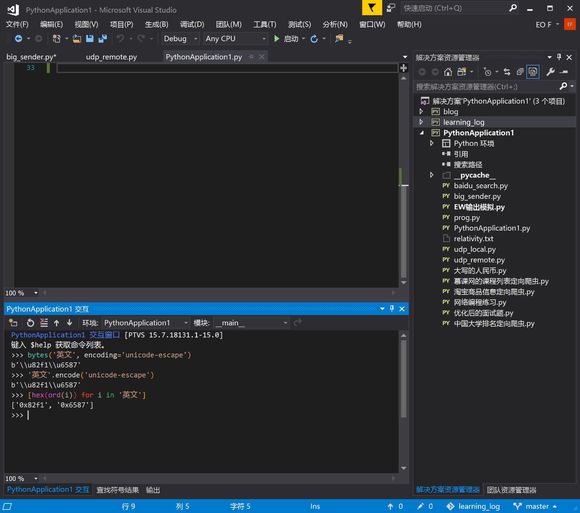 PythonApplication1 - Microsoft Visual Studio
快速启动 (Ctrl+Q)
文件(F) 编辑(E) 视图(V) 项目(P) 生成(B) 调试(D) 团队(M) 工具(T) 测试(S) 分析(N) 窗口(W) 帮助(H)
EO F
EF
Debug Any CPU 启动
big_sender.py* udp_remote.py PythonApplication1.py
33
100 %
PythonApplication1 交互
环境: PythonApplication1 模块: __main__
PythonApplication1 交互窗口 [PTVS 15.7.18131.1-15.0]
键入 $help 获取命令列表。
>>> bytes('英文', encoding='unicode-escape')
b'\\u82f1\\u6587'
>>> '英文'.encode('unicode-escape')
b'\\u82f1\\u6587'
>>> [hex(ord(i)) for i in '英文']
['0x82f1', '0x6587']
>>>
100 %
PythonApplication1 交互 查找符号结果 输出
解决方案资源管理器
搜索解决方案资源管理器(Ctrl+;)
解决方案"PythonApplication1" (3 个项目)
blog
learning_log
PythonApplication1
Python 环境
引用
搜索路径
__pycache__
baidu_search.py
big_sender.py
EW输出模拟.py
prog.py
PythonApplication1.py
relativity.txt
udp_local.py
udp_remote.py
大写的人民币.py
慕课网的课程列表定向爬虫.py
淘宝商品信息定向爬虫.py
网络编程练习.py
优化后的面试题.py
中国大学排名定向爬虫.py
解决方案资源管理器 团队资源管理器
行 9 列 5 字符 5 Ins 0 0 learning_log master